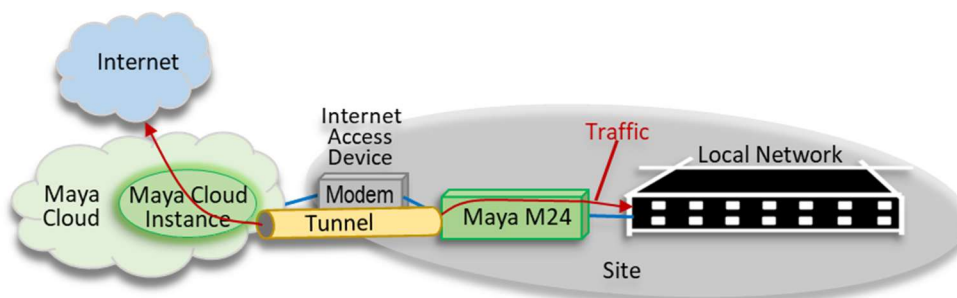 Internet
Maya
Cloud
Maya Cloud
Instance
Internet
Access
Device
Modem
Tunnel
Maya M24
Traffic
Local Network
Site